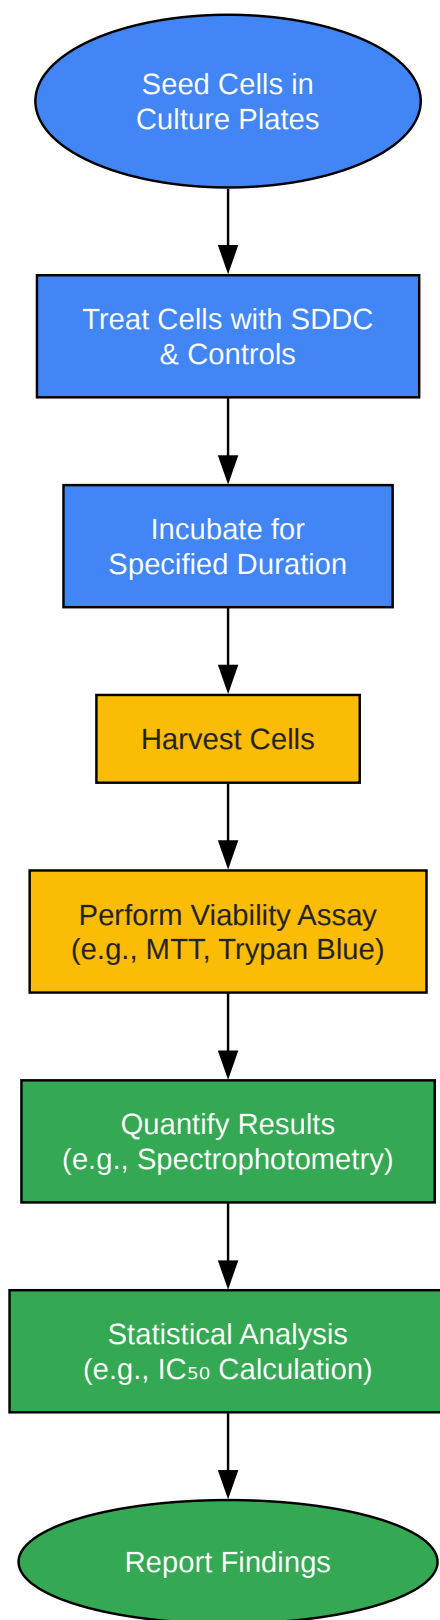 Seed Cells in
Culture Plates
Treat Cells with SDDC
& Controls
Incubate for
Specified Duration
Harvest Cells
Perform Viability Assay
(e.g., MTT, Trypan Blue)
Quantify Results
(e.g., Spectrophotometry)
Statistical Analysis
(e.g., IC₅₀ Calculation)
Report Findings